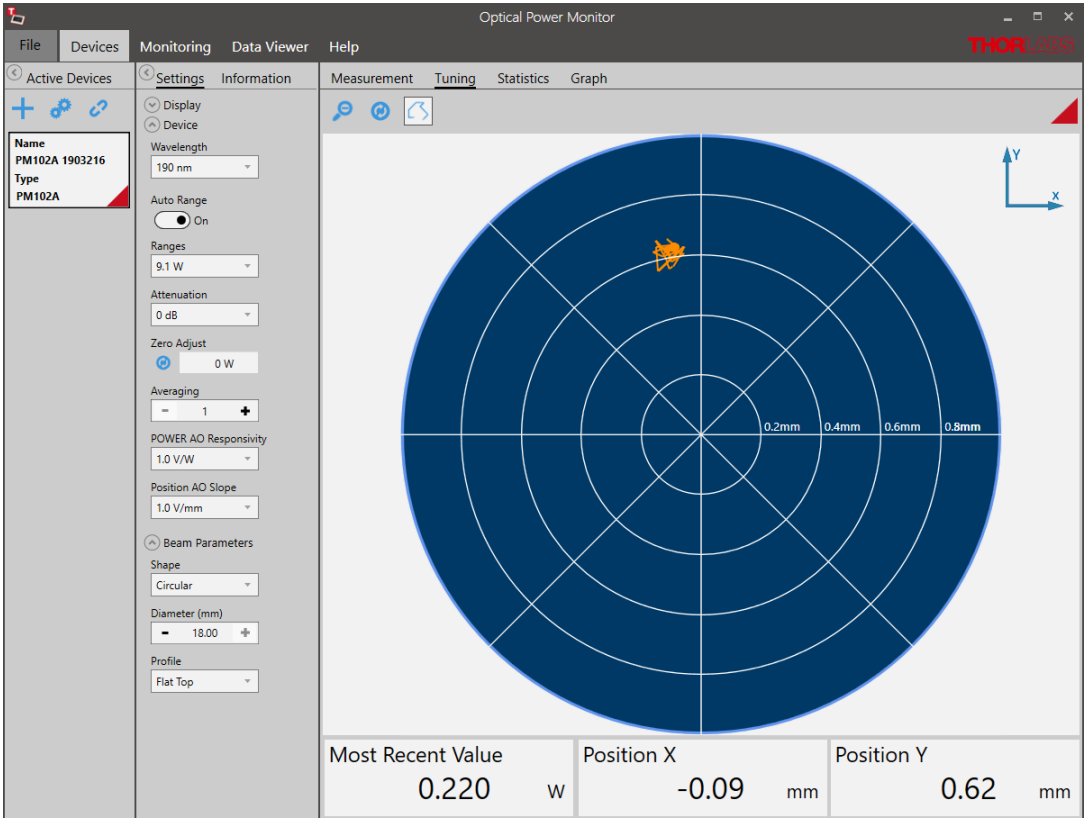 Optical Power Monitor
File Devices Monitoring Data Viewer Help
THORLABS
Active Devices
Name
PM102A 1903216
Type
PM102A
Settings Information
Display
Device
Wavelength
190 nm
Auto Range
On
Ranges
9.1 W
Attenuation
0 dB
Zero Adjust
0 W
Averaging
- 1 +
POWER AO Responsivity
1.0 V/W
Position AO Slope
1.0 V/mm
Beam Parameters
Shape
Circular
Diameter (mm)
- 18.00 +
Profile
Flat Top
Measurement Tuning Statistics Graph
Y
X
0.2mm 0.4mm 0.6mm 0.8mm
Most Recent Value
0.220 W
Position X
-0.09 mm
Position Y
0.62 mm